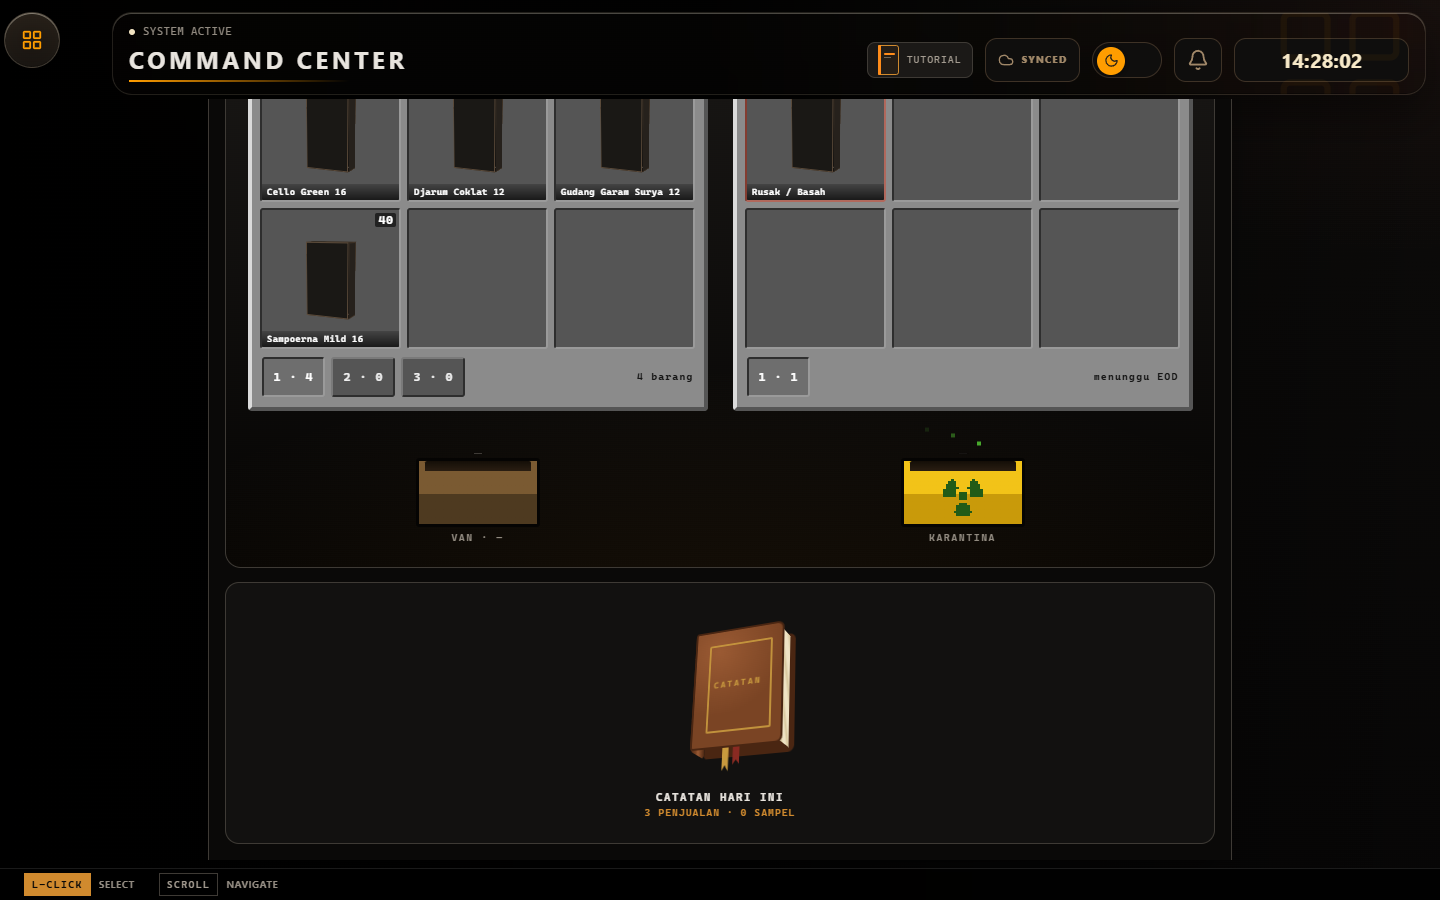 SYSTEM ACTIVE
COMMAND CENTER
TUTORIAL
SYNCED
14:28:02
Cello Green 16
Djarum Coklat 12
Gudang Garam Surya 12
Rusak / Basah
40
Sampoerna Mild 16
1 · 4
2 · 0
3 · 0
4 barang
1 · 1
menunggu EOD
VAN · —
KARANTINA
CATATAN
CATATAN HARI INI
3 PENJUALAN · 0 SAMPEL
L-CLICK
SELECT
SCROLL
NAVIGATE